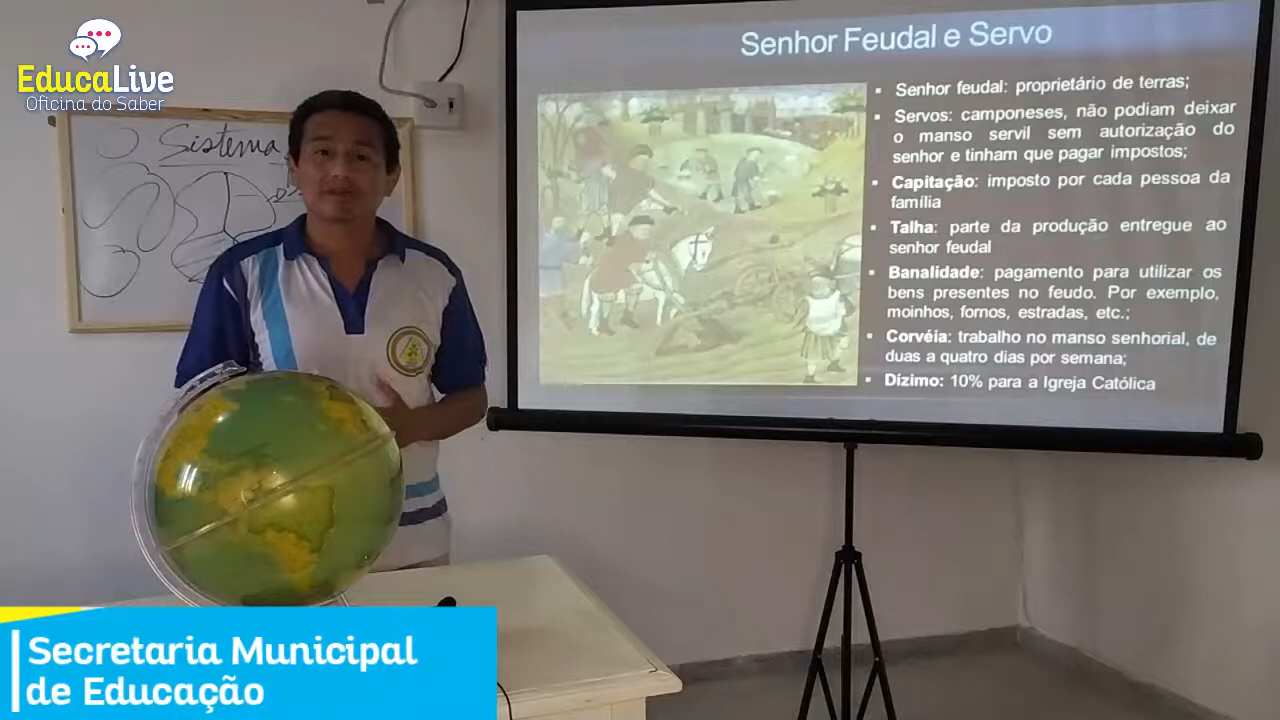 EducaLive
Oficina do Saber
Sistema
Senhor Feudal e Servo
▪ Senhor feudal: proprietário de terras;
▪ Servos: camponeses, não podiam deixar
o manso servil sem autorização do
senhor e tinham que pagar impostos;
▪ Capitação: imposto por cada pessoa da
família
▪ Talha: parte da produção entregue ao
senhor feudal
▪ Banalidade: pagamento para utilizar os
bens presentes no feudo. Por exemplo,
moinhos, fornos, estradas, etc.;
▪ Corvéia: trabalho no manso senhorial, de
duas a quatro dias por semana;
▪ Dízimo: 10% para a Igreja Católica
Secretaria Municipal
de Educação